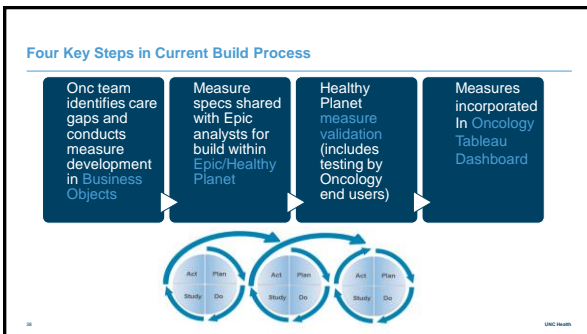 Four Key Steps in Current Build Process
Onc team
identifies care
gaps and
conducts
measure
development
in Business
Objects
Measure
specs shared
with Epic
analysts for
build within
Epic/Healthy
Planet
Healthy
Planet
measure
validation
(includes
testing by
Oncology
end users)
Measures
incorporated
In Oncology
Tableau
Dashboard
Act Plan
Study Do
Act Plan
Study Do
Act Plan
Study Do
UNC Health